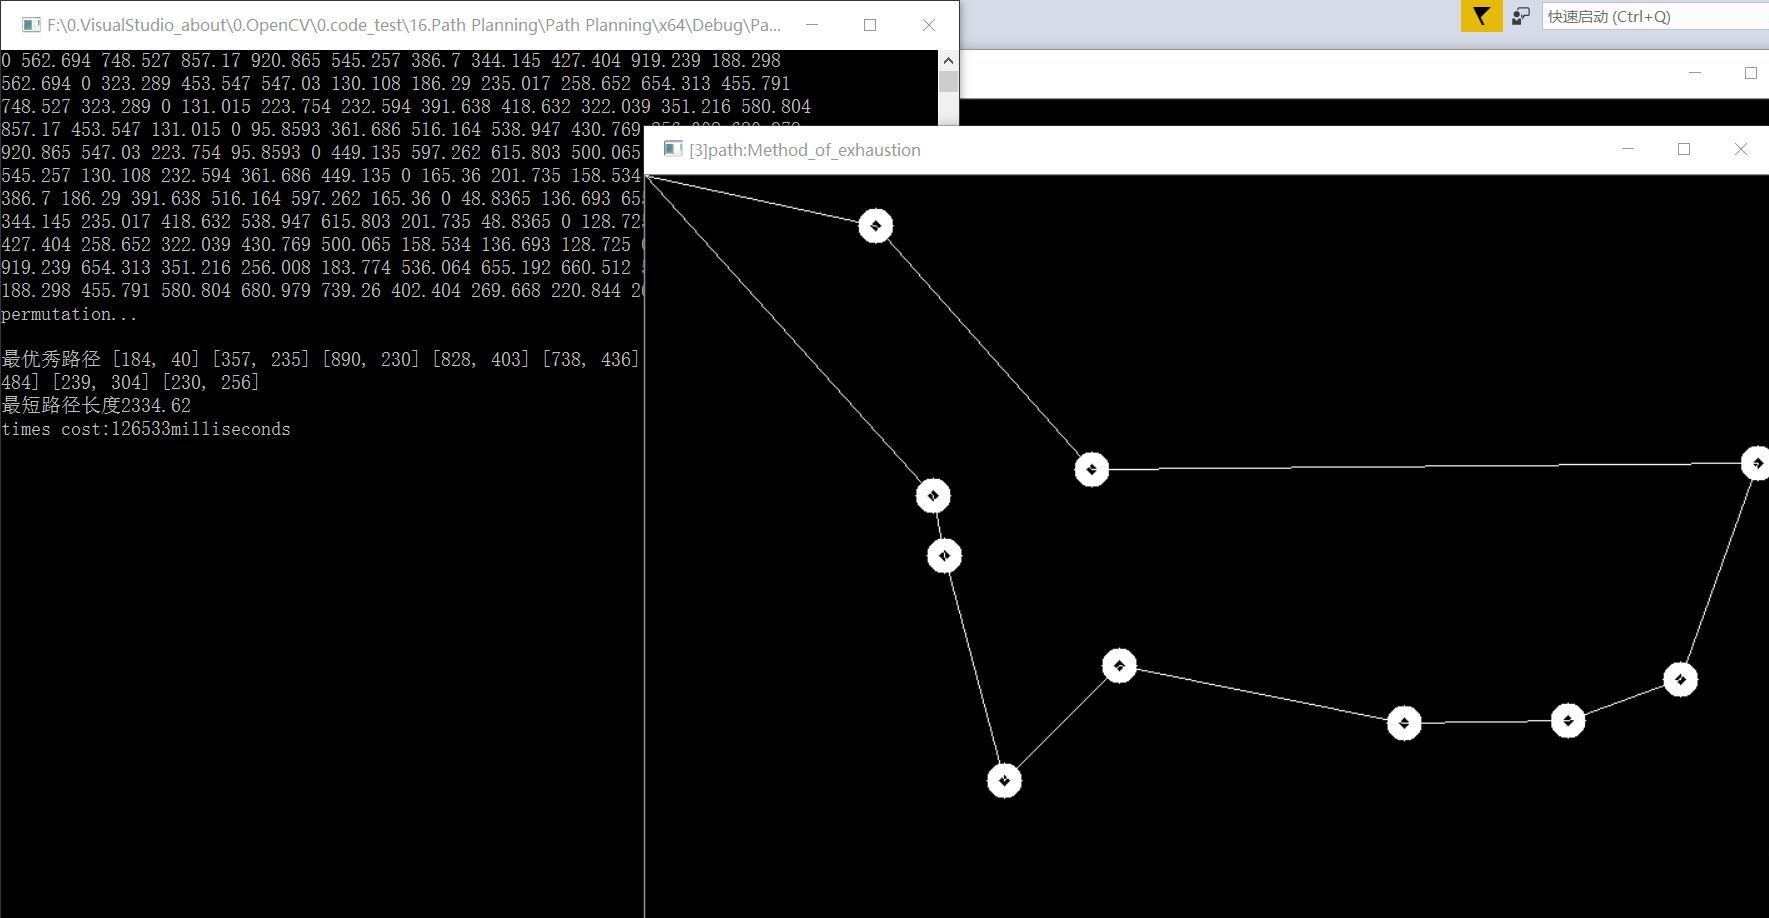 F:\0.VisualStudio_about\0.OpenCV\0.code_test\16.Path Planning\Path Planning\x64\Debug\Pa...
快速启动 (Ctrl+Q)
0 562.694 748.527 857.17 920.865 545.257 386.7 344.145 427.404 919.239 188.298
562.694 0 323.289 453.547 547.03 130.108 186.29 235.017 258.652 654.313 455.791
748.527 323.289 0 131.015 223.754 232.594 391.638 418.632 322.039 351.216 580.804
857.17 453.547 131.015 0 95.8593 361.686 516.164 538.947 430.769
920.865 547.03 223.754 95.8593 0 449.135 597.262 615.803 500.065
545.257 130.108 232.594 361.686 449.135 0 165.36 201.735 158.534
386.7 186.29 391.638 516.164 597.262 165.36 0 48.8365 136.693
344.145 235.017 418.632 538.947 615.803 201.735 48.8365 0 128.725
427.404 258.652 322.039 430.769 500.065 158.534 136.693 128.725
919.239 654.313 351.216 256.008 183.774 536.064 655.192 660.512
188.298 455.791 580.804 680.979 739.26 402.404 269.668 220.844
permutation...
最优秀路径 [184, 40] [357, 235] [890, 230] [828, 403] [738, 436]
484] [239, 304] [230, 256]
最短路径长度2334.62
times cost:126533milliseconds
[3]path:Method_of_exhaustion